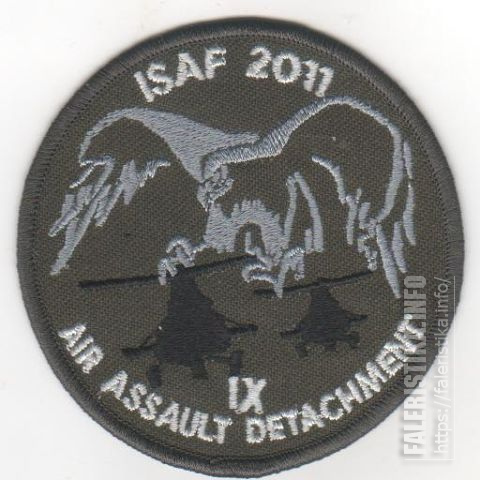 ISAF 2011
IX
AIR ASSAULT DETACHMENT
FALERISTIKA.INFO
https://faleristika.info/